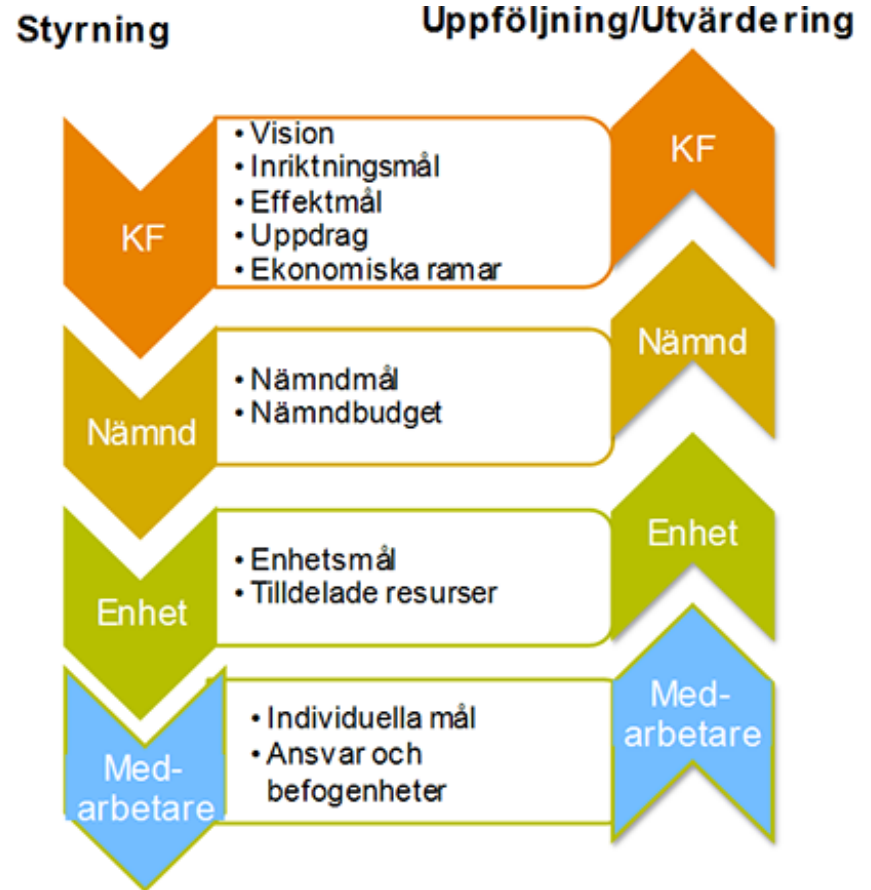 Styrning
Uppföljning/Utvärdering
KF
• Vision
• Inriktningsmål
• Effektmål
• Uppdrag
• Ekonomiska ramar
KF
Nämnd
• Nämndmål
• Nämndbudget
Nämnd
Enhet
• Enhetsmål
• Tilldelade resurser
Enhet
Med-
arbetare
• Individuella mål
• Ansvar och
befogenheter
Med-
arbetare